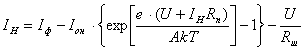 I_H = I_ф − I_он · { exp[ e · (U + I_H R_п) / AkT ] − 1 } − U / R_ш